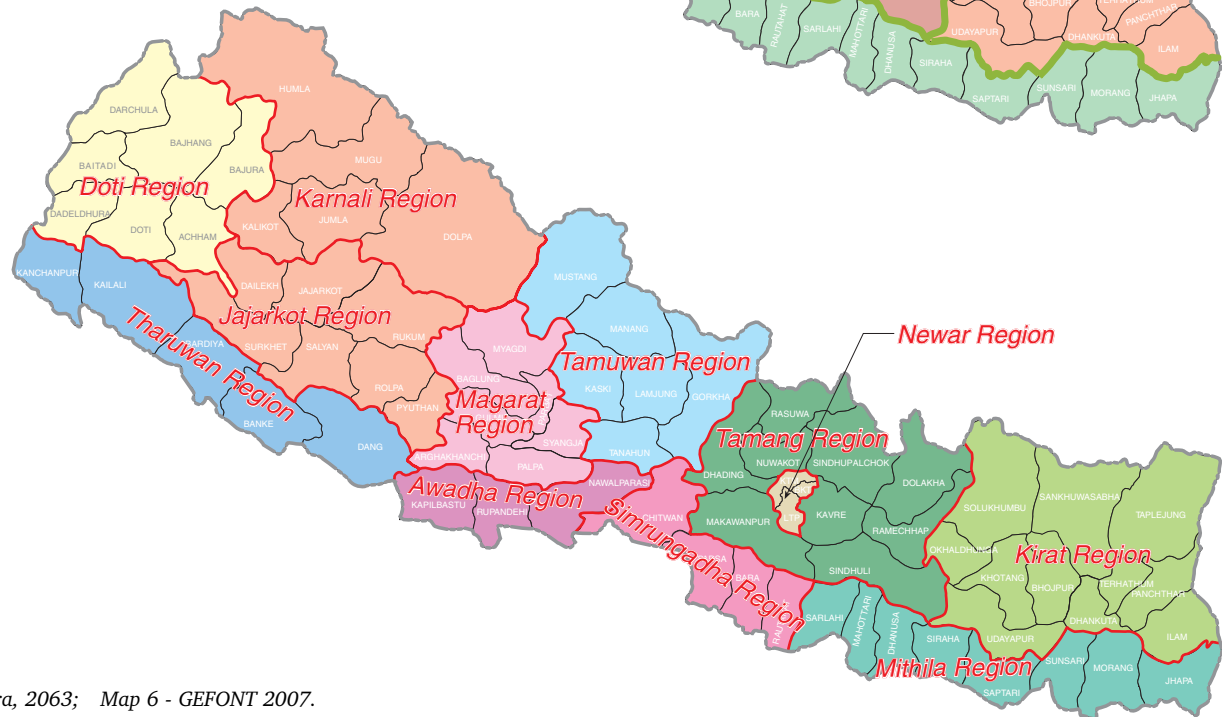 BHOJPUR
PANCHTHAR
BARA
RAUTAHAT
SARLAHI
MAHOTTARI
DHANUSA
UDAYAPUR
DHANKUTA
ILAM
SIRAHA
SAPTARI
SUNSARI
MORANG
JHAPA
HUMLA
DARCHULA
BAJHANG
MUGU
BAITADI
BAJURA
Doti Region
Karnali Region
DADELDHURA
JUMLA
DOTI
ACHHAM
KALIKOT
DOLPA
KANCHANPUR
KAILALI
DAILEKH
JAJARKOT
MUSTANG
Jajarkot Region
Tharuwan Region
SURKHET
SALYAN
RUKUM
MYAGDI
MANANG
Newar Region
Tamuwan Region
BAGLUNG
ROLPA
KASKI
LAMJUNG
GORKHA
Magarat
Region
PYUTHAN
BANKE
DANG
SYANGJA
TANAHUN
ARGHAKHANCHI
PALPA
RASUWA
Tamang Region
NUWAKOT
SINDHUPALCHOK
DHADING
DOLAKHA
Awadha Region
NAWALPARASI
KAPILBASTU
RUPANDEHI
Simrungadha Region
CHITWAN
MAKAWANPUR
LTP
KAVRE
RAMECHHAP
SANKHUWASABHA
SOLUKHUMBU
TAPLEJUNG
OKHALDHUNGA
Kirat Region
KHOTANG
BHOJPUR
TERHATHUM
PANCHTHAR
SINDHULI
BARA
SARLAHI
MAHOTTARI
DHANUSA
DHANKUTA
SIRAHA
UDAYAPUR
ILAM
Mithila Region
SUNSARI
MORANG
JHAPA
SAPTARI
ra, 2063; Map 6 - GEFONT 2007.